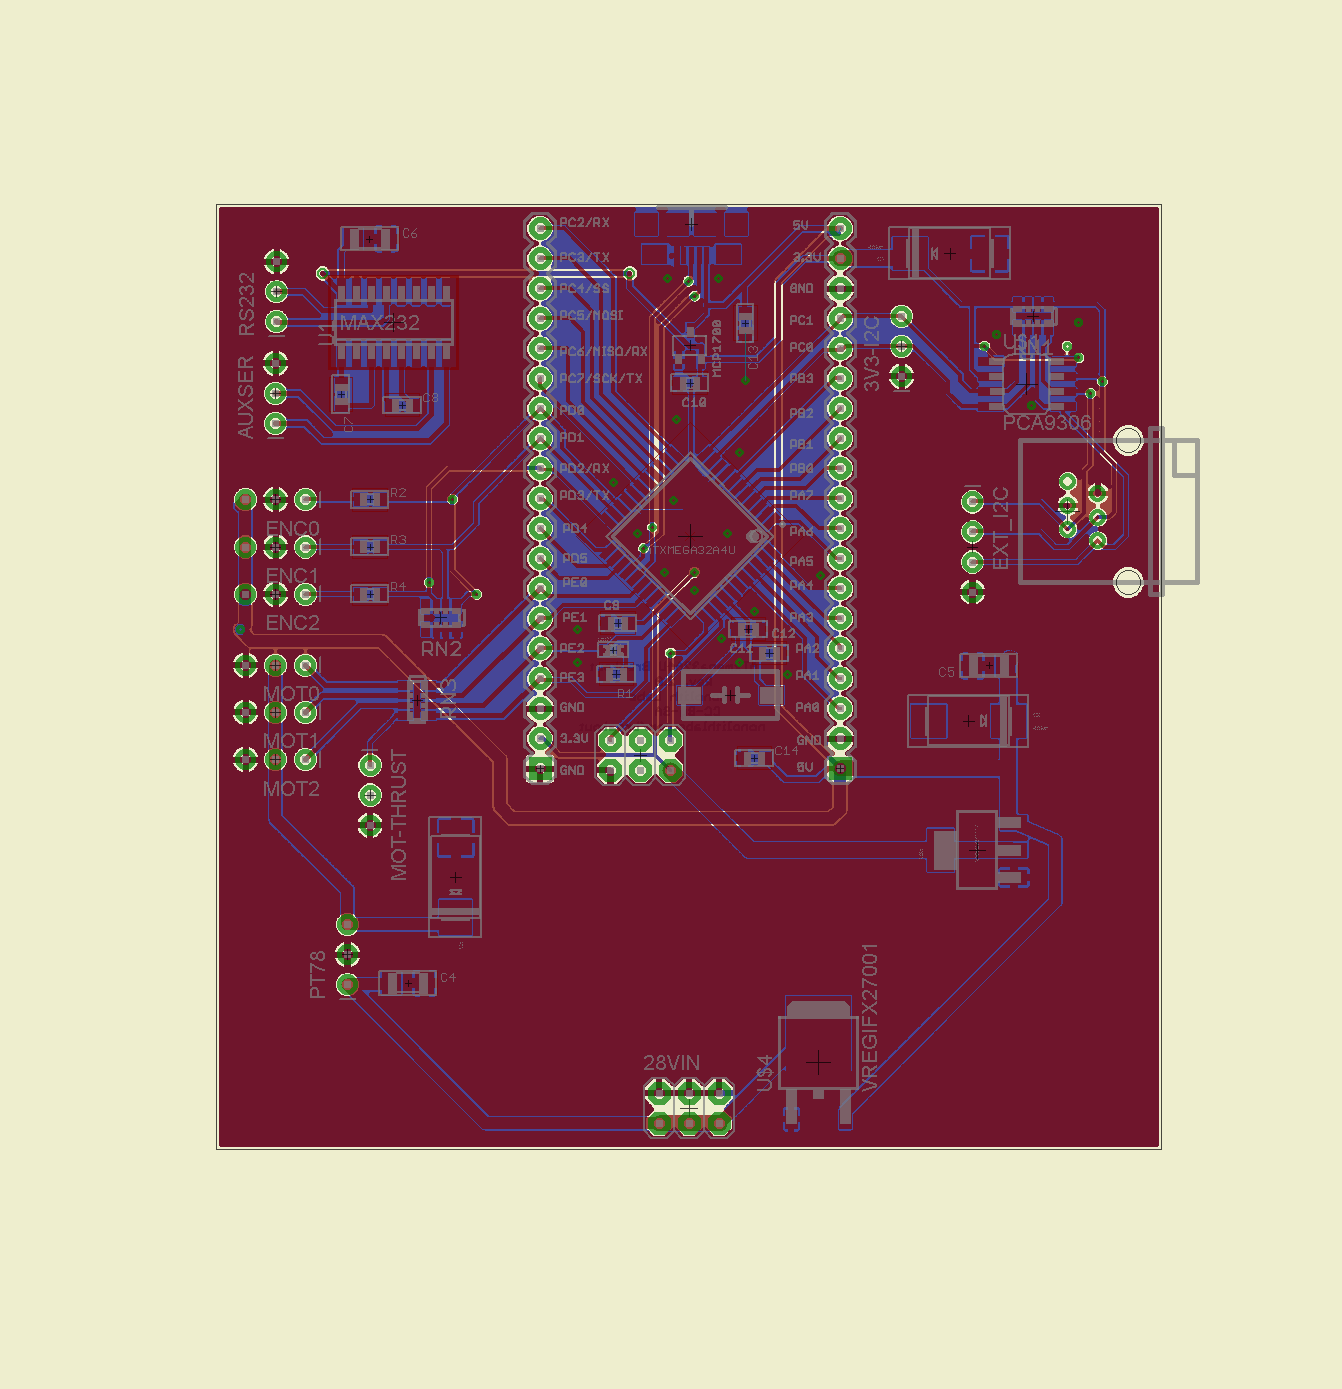 PC2/RX
5V
C6
PC3/TX
3.3V
PC4/SS
GND
RS232
U1
MAX232
PC5/MOSI
PC1
3V3-I2C
MCP1700
C13
PC6/MISO/RX
PC0
U$1
PC7/SCK/TX
PB3
AUXSER
C7
C8
C10
PD0
PB2
PCA9306
PD1
PB1
PD2/RX
PB0
R2
PD3/TX
PA7
ENC0
PD4
PA6
EXT_I2C
R3
ATXMEGA32A4U
PD5
PA5
ENC1
R4
PE0
PA4
C9
ENC2
PE1
PA3
C12
RN2
PE2
C11
PA2
PE3
PA1
C5
MOT0
RN3
R1
GND
PA0
MOT1
3.3V
GND
MOT-THRUST
C14
GND
MOT2
PT78
C4
VREGIFX27001
28VIN
U$4